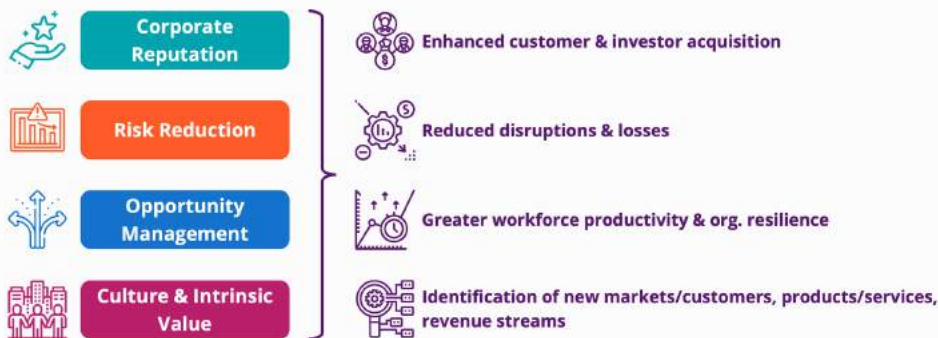 Corporate
Reputation
Enhanced customer & investor acquisition
Risk Reduction
Reduced disruptions & losses
Opportunity
Management
Greater workforce productivity & org. resilience
Culture & Intrinsic
Value
Identification of new markets/customers, products/services,
revenue streams